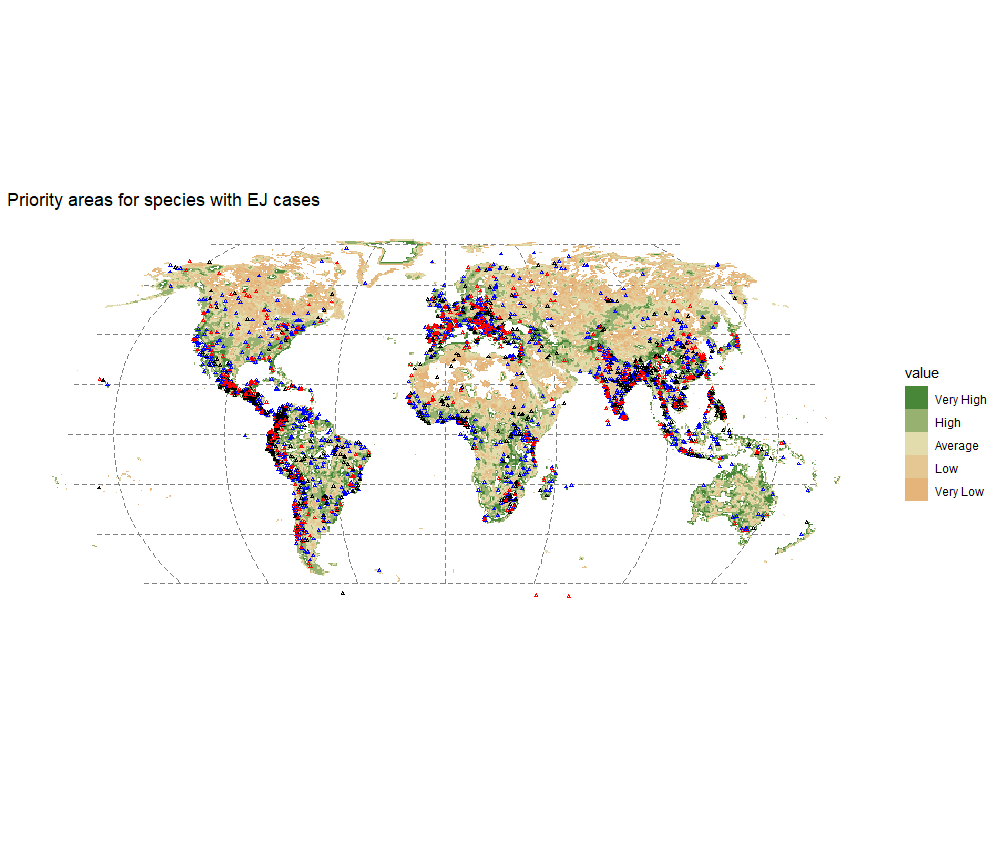 Priority areas for species with EJ cases
value
Very High
High
Average
Low
Very Low